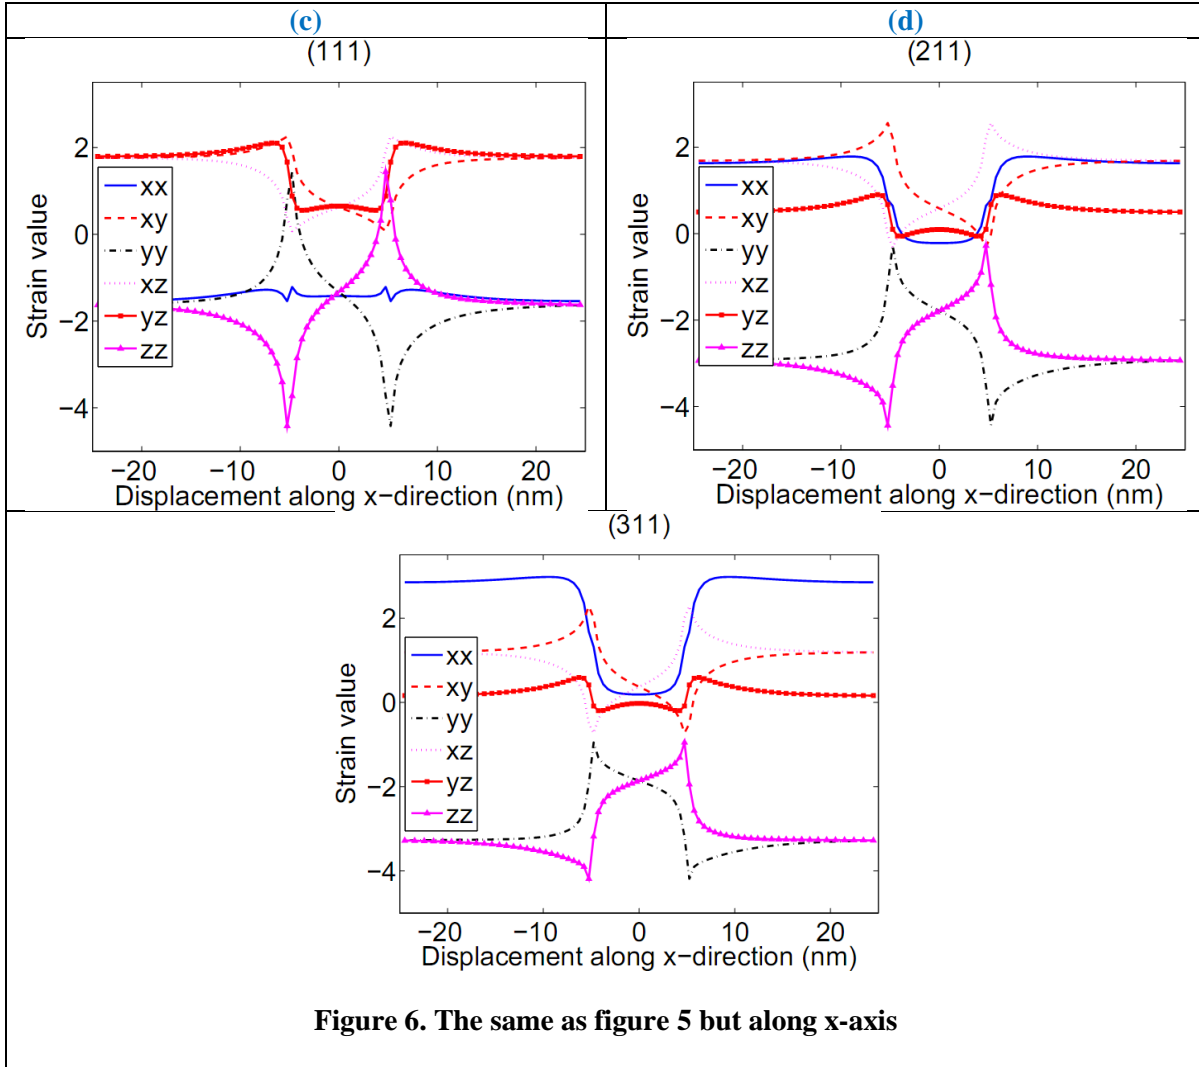 (c)
(d)
(111)
2
0
−2
−4
Strain value
xx
xy
yy
xz
yz
zz
−20 −10 0 10 20
Displacement along x−direction (nm)
(211)
2
0
−2
−4
Strain value
xx
xy
yy
xz
yz
zz
−20 −10 0 10 20
Displacement along x−direction (nm)
(311)
2
0
−2
−4
Strain value
xx
xy
yy
xz
yz
zz
−20 −10 0 10 20
Displacement along x−direction (nm)
Figure 6. The same as figure 5 but along x-axis